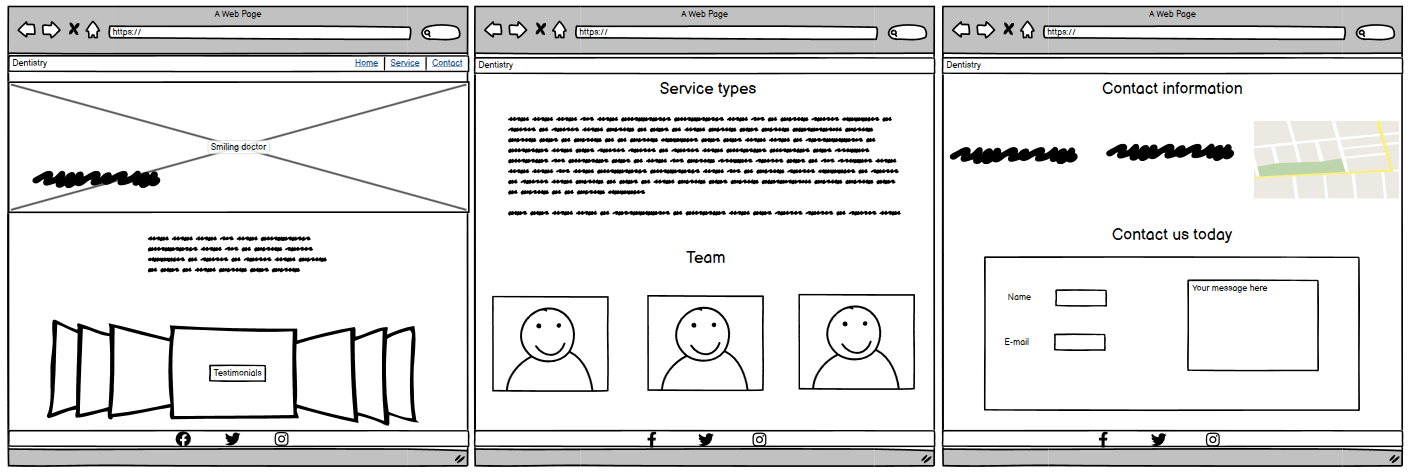 A Web Page
https://
Dentistry
Home Service Contact
Smiling doctor
Testimonials
A Web Page
https://
Dentistry
Service types
Team
A Web Page
https://
Dentistry
Contact information
Contact us today
Name
Your message here
E-mail